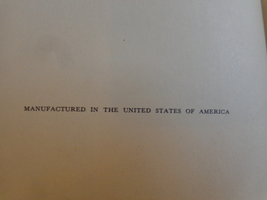 MANUFACTURED IN THE UNITED STATES OF AMERICA